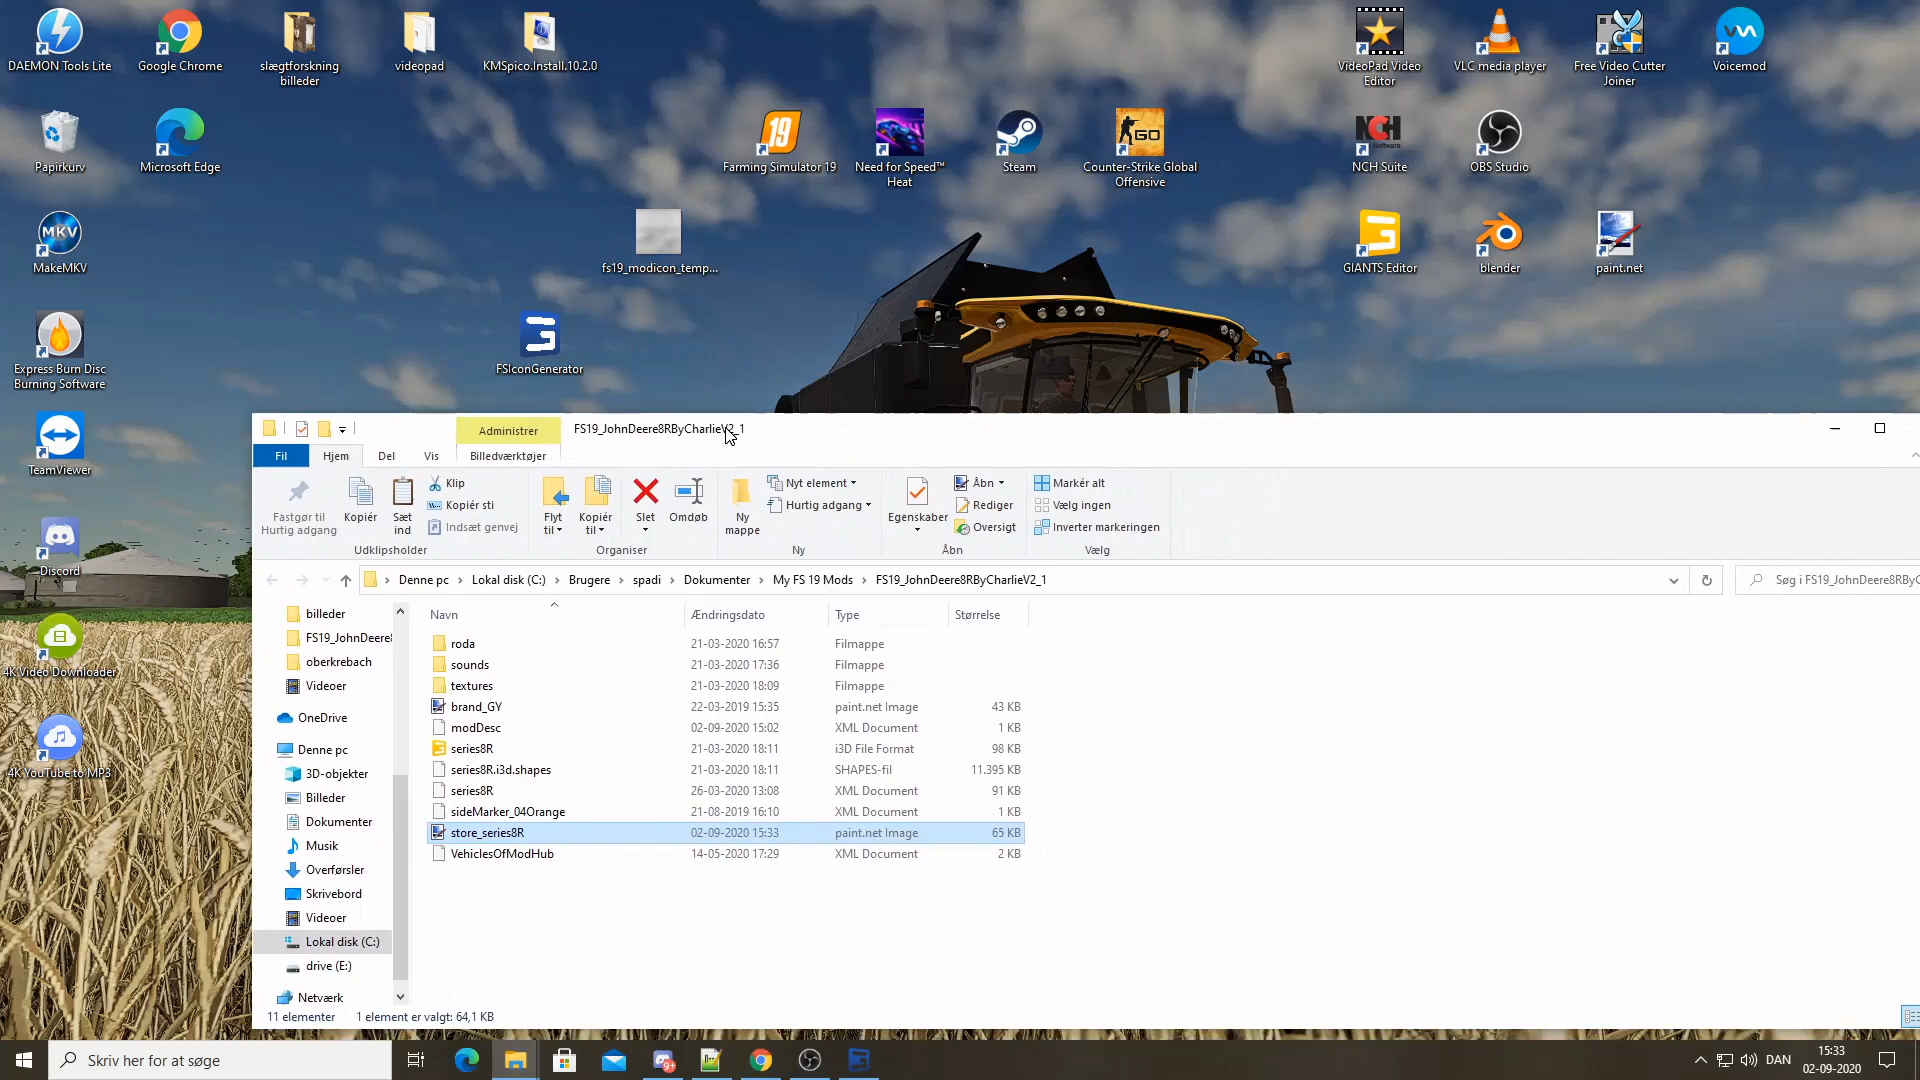 DAEMON Tools Lite
Google Chrome
slægtforskning
billeder
videopad
KMSpico.Install.10.2.0
VideoPad Video
Editor
VLC media player
Free Video Cutter
Joiner
Voicemod
Papirkurv
Microsoft Edge
19
Farming Simulator 19
Need for Speed™
Heat
Steam
GO
Counter-Strike Global
Offensive
NCH
Software
NCH Suite
OBS Studio
MKV
MakeMKV
fs19_modicon_temp...
GIANTS Editor
blender
paint.net
Express Burn Disc
Burning Software
FSIconGenerator
TeamViewer
Discord
4K Video Downloader
4K YouTube to MP3
Administrer
FS19_JohnDeere8RByCharlieV2_1
Fil
Hjem
Del
Vis
Billedværktøjer
Fastgør til
Hurtig adgang
Kopiér
Sæt
ind
Klip
Kopiér sti
Indsæt genvej
Udklipsholder
Flyt
til
Kopiér
til
Slet
Omdøb
Organiser
Ny
mappe
Nyt element
Hurtig adgang
Ny
Egenskaber
Åbn
Rediger
Oversigt
Åbn
Markér alt
Vælg ingen
Inverter markeringen
Vælg
Denne pc
Lokal disk (C:)
Brugere
spadi
Dokumenter
My FS 19 Mods
FS19_JohnDeere8RByCharlieV2_1
Søg i FS19_JohnDeere8RByC
billeder
FS19_JohnDeere
oberkrebach
Videoer
OneDrive
Denne pc
3D-objekter
Billeder
Dokumenter
Musik
Overførsler
Skrivebord
Videoer
Lokal disk (C:)
drive (E:)
Netværk
Navn Ændringsdato Type Størrelse
roda 21-03-2020 16:57 Filmappe
sounds 21-03-2020 17:36 Filmappe
textures 21-03-2020 18:09 Filmappe
brand_GY 22-03-2019 15:35 paint.net Image 43 KB
modDesc 02-09-2020 15:02 XML Document 1 KB
series8R 21-03-2020 18:11 i3D File Format 98 KB
series8R.i3d.shapes 21-03-2020 18:11 SHAPES-fil 11.395 KB
series8R 26-03-2020 13:08 XML Document 91 KB
sideMarker_04Orange 21-08-2019 16:10 XML Document 1 KB
store_series8R 02-09-2020 15:33 paint.net Image 65 KB
VehiclesOfModHub 14-05-2020 17:29 XML Document 2 KB
11 elementer 1 element er valgt: 64,1 KB
Skriv her for at søge
9+
DAN
15:33
02-09-2020